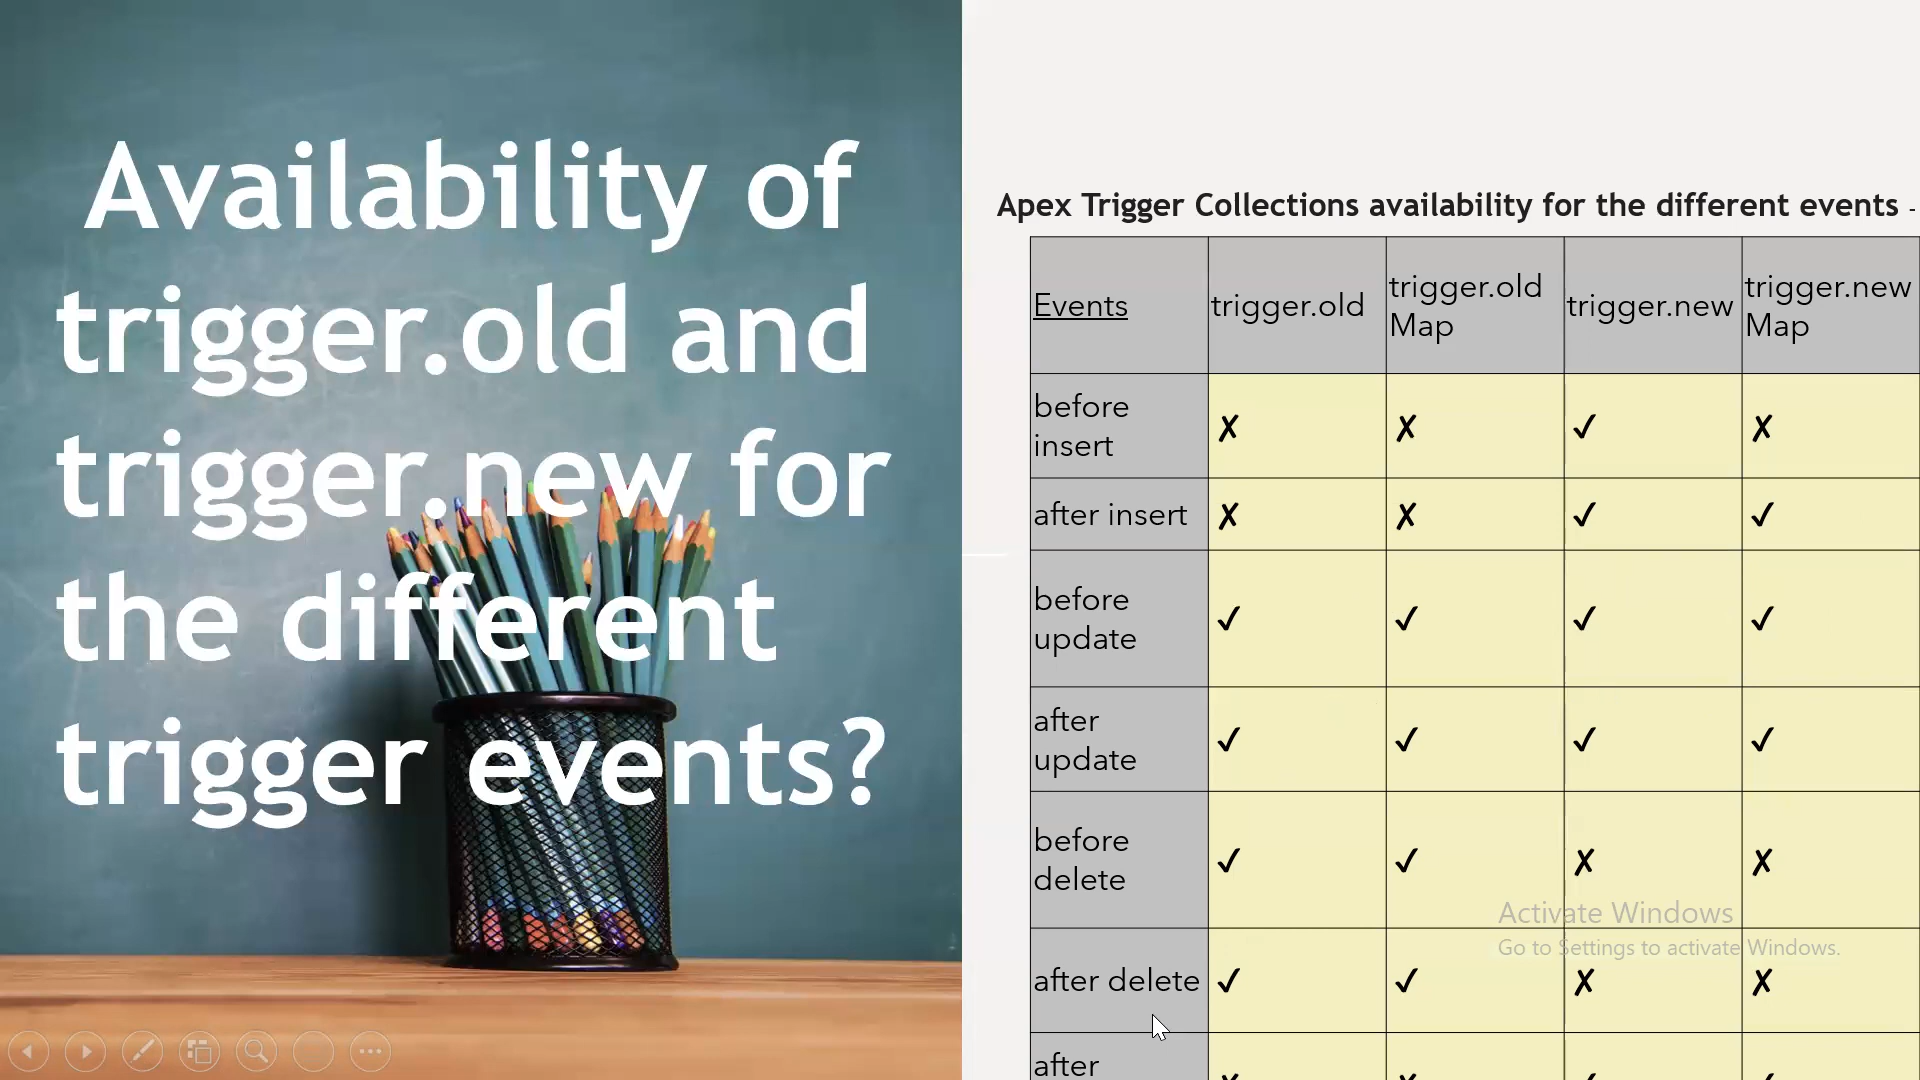 Availability of
trigger.old and
trigger.new for
the different
trigger events?
Apex Trigger Collections availability for the different events -
Events trigger.old trigger.old Map trigger.new trigger.new Map
before insert ✗ ✗ ✓ ✗
after insert ✗ ✗ ✓ ✓
before update ✓ ✓ ✓ ✓
after update ✓ ✓ ✓ ✓
before delete ✓ ✓ ✗ ✗
after delete ✓ ✓ ✗ ✗
after
Activate Windows
Go to Settings to activate Windows.